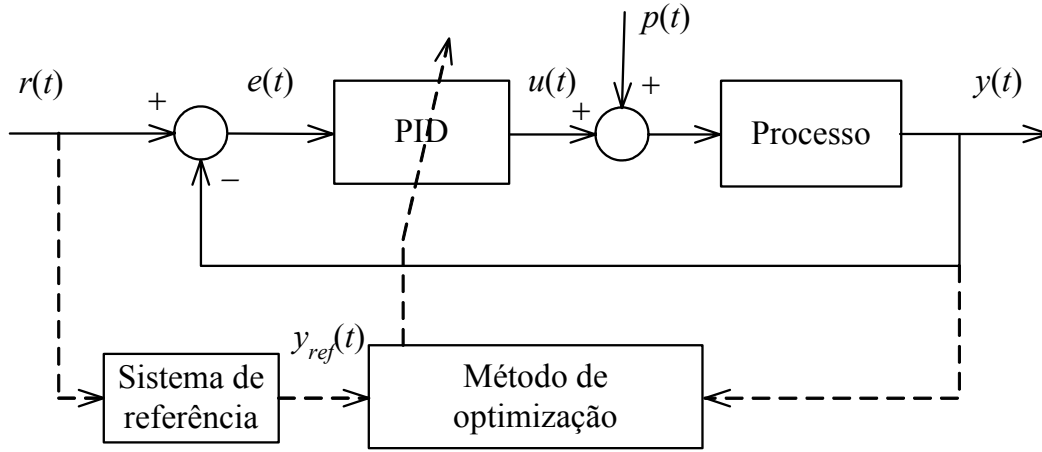 p(t)
r(t)
e(t)
u(t)
y(t)
+
+
+
−
PID
Processo
y_ref(t)
Sistema de
referência
Método de
optimização